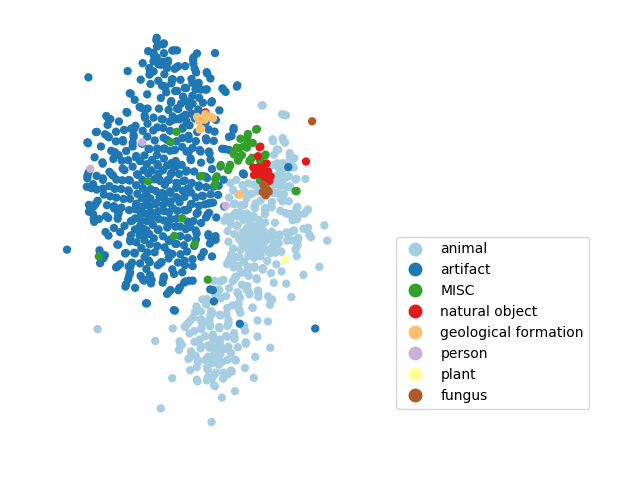 animal
artifact
MISC
natural object
geological formation
person
plant
fungus